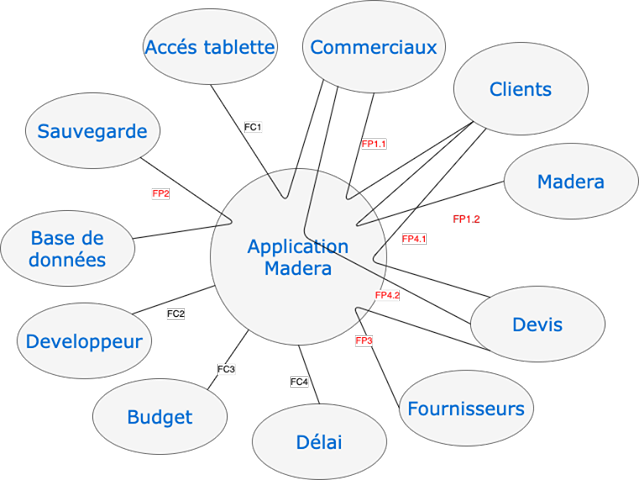 Accés tablette
Commerciaux
Clients
Sauvegarde
FC1
FP1.1
Madera
FP2
FP1.2
Base de
données
FP4.1
Application
Madera
FP4.2
FC2
Developpeur
FP3
Devis
FC3
FC4
Budget
Fournisseurs
Délai